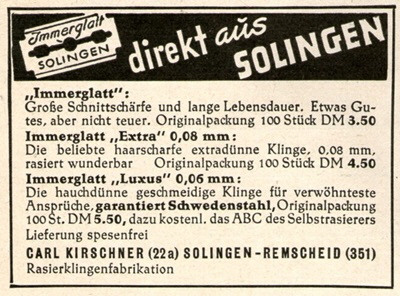 Immerglatt
SOLINGEN
direkt aus
SOLINGEN
„Immerglatt":
Große Schnittschärfe und lange Lebensdauer. Etwas Gu-
tes, aber nicht teuer. Originalpackung 100 Stück DM 3.50
Immerglatt „Extra" 0,08 mm:
Die beliebte haarscharfe extradünne Klinge, 0,08 mm,
rasiert wunderbar Originalpackung 100 Stück DM 4.50
Immerglatt „Luxus" 0,06 mm:
Die hauchdünne geschmeidige Klinge für verwöhnteste
Ansprüche, garantiert Schwedenstahl, Originalpackung
100 St. DM 5.50, dazu kostenl. das ABC des Selbstrasierers
Lieferung spesenfrei
CARL KIRSCHNER (22a) SOLINGEN-REMSCHEID (351)
Rasierklingenfabrikation